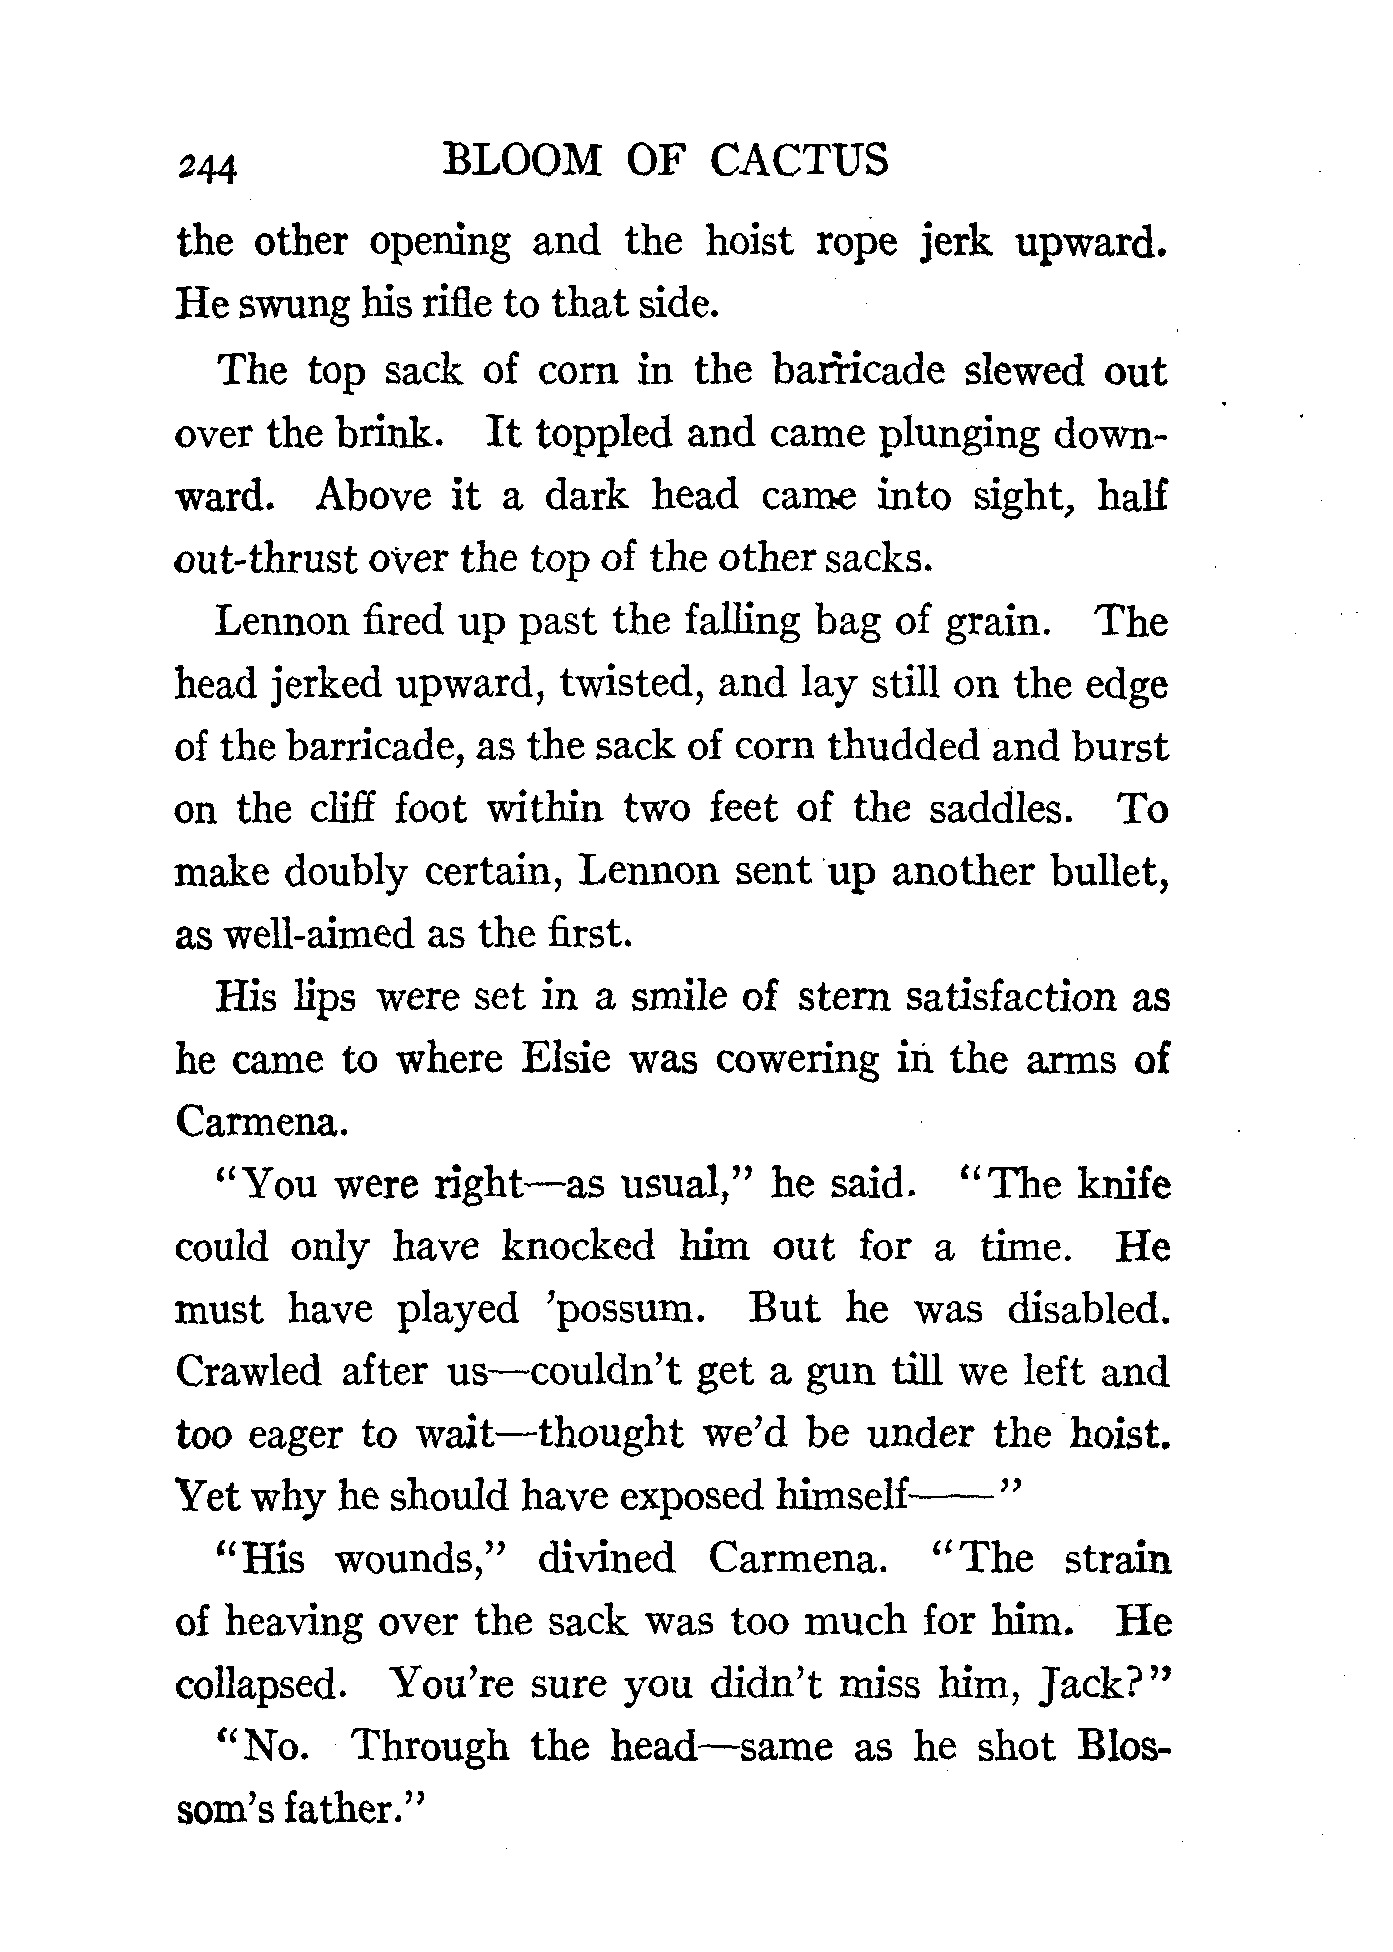 244 BLOOM OF CACTUS
the other opening and the hoist rope jerk upward.
He swung his rifle to that side.
The top sack of corn in the barricade slewed out
over the brink. It toppled and came plunging down-
ward. Above it a dark head came into sight, half
out-thrust over the top of the other sacks.
Lennon fired up past the falling bag of grain. The
head jerked upward, twisted, and lay still on the edge
of the barricade, as the sack of corn thudded and burst
on the cliff foot within two feet of the saddles. To
make doubly certain, Lennon sent up another bullet,
as well-aimed as the first.
His lips were set in a smile of stern satisfaction as
he came to where Elsie was cowering in the arms of
Carmena.
"You were right—as usual," he said. "The knife
could only have knocked him out for a time. He
must have played 'possum. But he was disabled.
Crawled after us—couldn't get a gun till we left and
too eager to wait—thought we'd be under the hoist.
Yet why he should have exposed himself——"
"His wounds," divined Carmena. "The strain
of heaving over the sack was too much for him. He
collapsed. You're sure you didn't miss him, Jack?"
"No. Through the head—same as he shot Blos-
som's father."